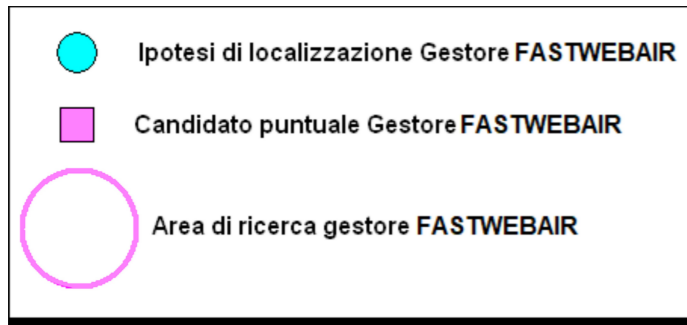 Ipotesi di localizzazione Gestore FASTWEBAIR
Candidato puntuale Gestore FASTWEBAIR
Area di ricerca gestore FASTWEBAIR